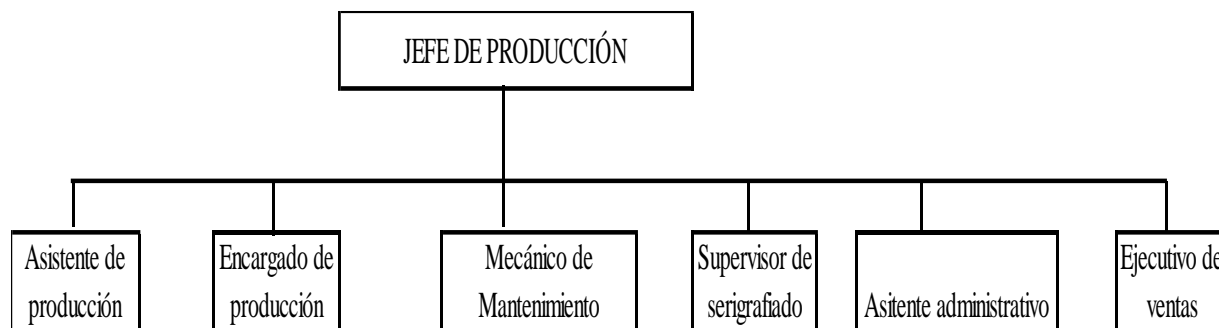 JEFE DE PRODUCCIÓN
Asistente de
producción
Encargado de
producción
Mecánico de
Mantenimiento
Supervisor de
serigrafiado
Asitente administrativo
Ejecutivo de
ventas